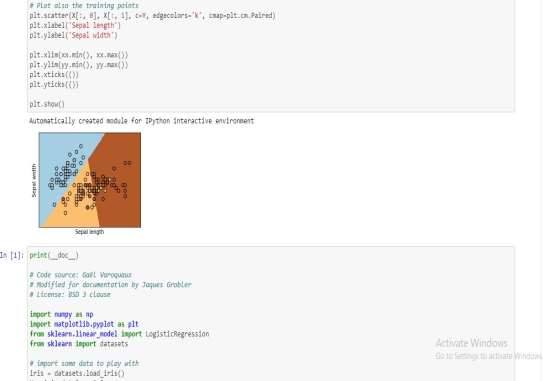 # Plot also the training points
plt.scatter(X[:, 0], X[:, 1], c=Y, edgecolors='k', cmap=plt.cm.Paired)
plt.xlabel('Sepal length')
plt.ylabel('Sepal width')
plt.xlim(xx.min(), xx.max())
plt.ylim(yy.min(), yy.max())
plt.xticks(())
plt.yticks(())
plt.show()
Automatically created module for IPython interactive environment
Sepal width
Sepal length
In [1]:
print(__doc__)
# Code source: Gaël Varoquaux
# Modified for documentation by Jaques Grobler
# License: BSD 3 clause
import numpy as np
import matplotlib.pyplot as plt
from sklearn.linear_model import LogisticRegression
from sklearn import datasets
# import some data to play with
iris = datasets.load_iris()
Activate Windows
Go to Settings to activate Windows